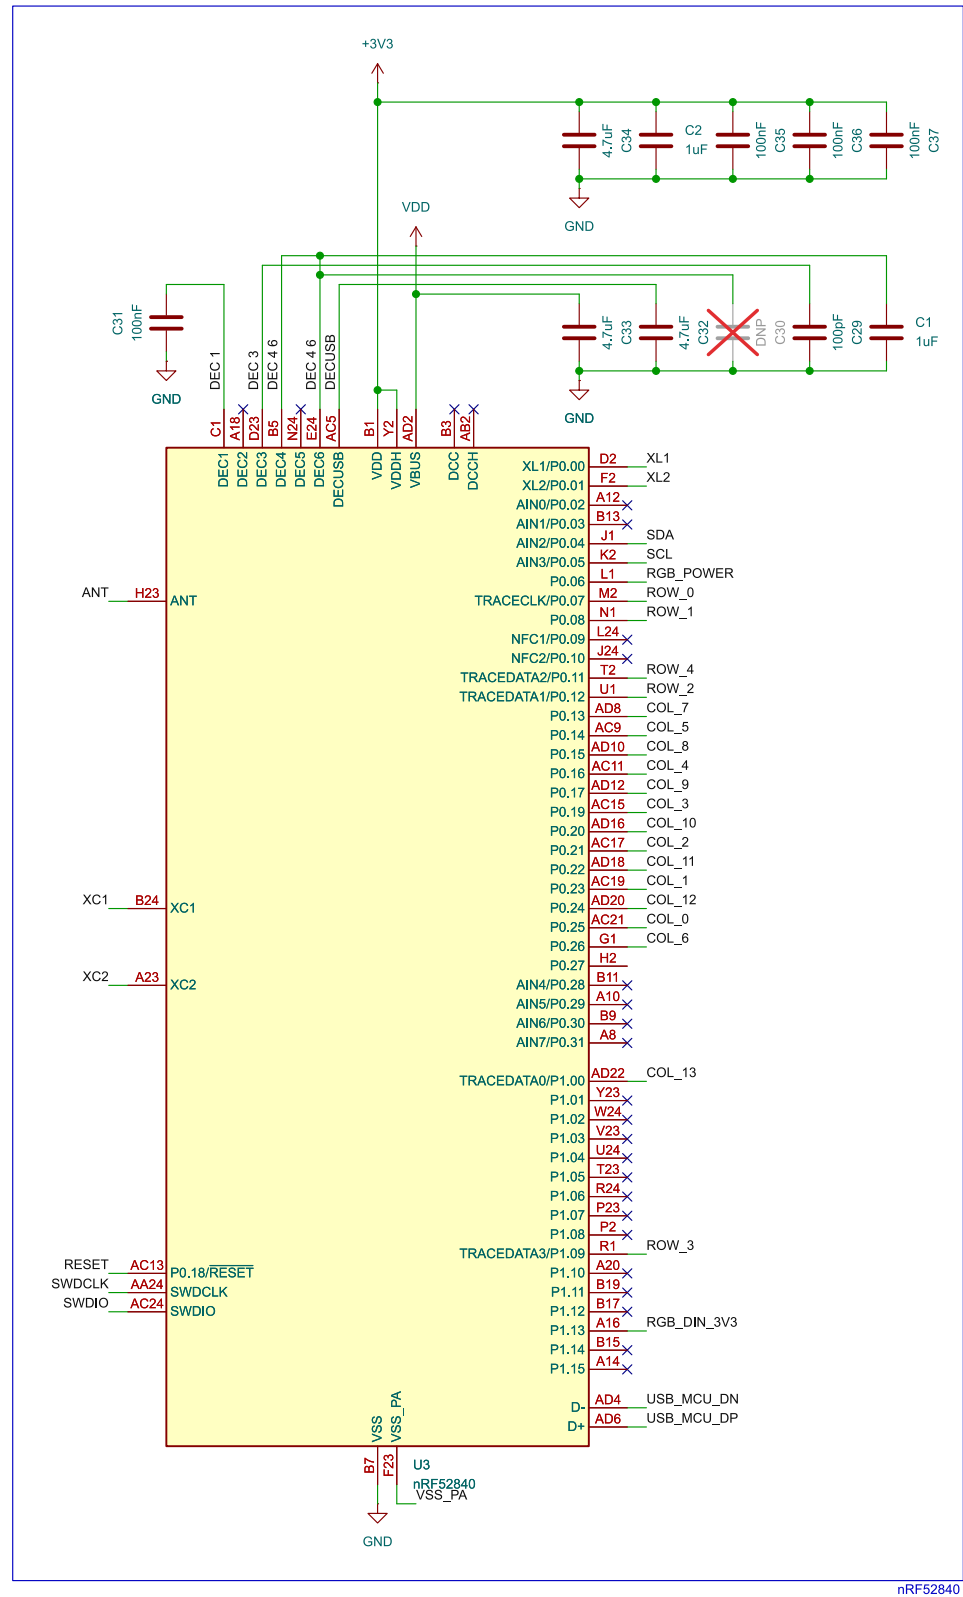 +3V3
4.7uF
C34
C2
1uF
100nF
C35
100nF
C36
100nF
C37
GND
VDD
C31
100nF
GND
4.7uF
C33
4.7uF
C32
DNP
C30
100pF
C29
C1
1uF
GND
DEC 1
DEC 3
DEC 4 6
DEC 4 6
DECUSB
C1
A18
D23
B5
N24
E24
AC5
B1
Y2
AD2
B3
AB2
DEC1
DEC2
DEC3
DEC4
DEC5
DEC6
DECUSB
VDD
VDDH
VBUS
DCC
DCCH
XL1/P0.00 D2 XL1
XL2/P0.01 F2 XL2
AIN0/P0.02 A12
AIN1/P0.03 B13
AIN2/P0.04 J1 SDA
AIN3/P0.05 K2 SCL
P0.06 L1 RGB_POWER
ANT H23 ANT
TRACECLK/P0.07 M2 ROW_0
P0.08 N1 ROW_1
NFC1/P0.09 L24
NFC2/P0.10 J24
TRACEDATA2/P0.11 T2 ROW_4
TRACEDATA1/P0.12 U1 ROW_2
P0.13 AD8 COL_7
P0.14 AC9 COL_5
P0.15 AD10 COL_8
P0.16 AC11 COL_4
P0.17 AD12 COL_9
P0.19 AC15 COL_3
P0.20 AD16 COL_10
P0.21 AC17 COL_2
P0.22 AD18 COL_11
P0.23 AC19 COL_1
XC1 B24 XC1
P0.24 AD20 COL_12
P0.25 AC21 COL_0
P0.26 G1 COL_6
P0.27 H2
XC2 A23 XC2
AIN4/P0.28 B11
AIN5/P0.29 A10
AIN6/P0.30 B9
AIN7/P0.31 A8
TRACEDATA0/P1.00 AD22 COL_13
P1.01 Y23
P1.02 W24
P1.03 V23
P1.04 U24
P1.05 T23
P1.06 R24
P1.07 P23
P1.08 P2
TRACEDATA3/P1.09 R1 ROW_3
RESET AC13 P0.18/RESET
P1.10 A20
SWDCLK AA24 SWDCLK
P1.11 B19
SWDIO AC24 SWDIO
P1.12 B17
P1.13 A16 RGB_DIN_3V3
P1.14 B15
P1.15 A14
D- AD4 USB_MCU_DN
D+ AD6 USB_MCU_DP
VSS
VSS_PA
B7
F23
U3
nRF52840
VSS_PA
GND
nRF52840